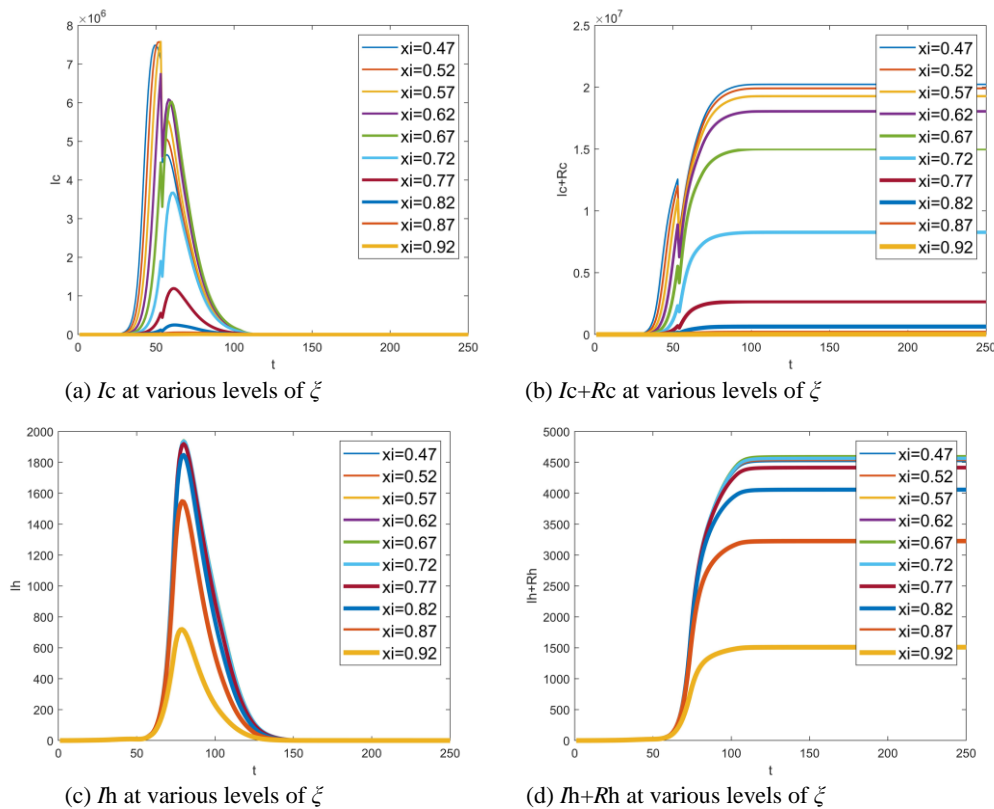 ×10⁶
8
7
6
5
4
3
2
1
0
Ic
0 50 100 150 200 250
t
xi=0.47
xi=0.52
xi=0.57
xi=0.62
xi=0.67
xi=0.72
xi=0.77
xi=0.82
xi=0.87
xi=0.92
(a) Ic at various levels of ξ
×10⁷
2.5
2
1.5
1
0.5
0
Ic+Rc
0 50 100 150 200 250
t
xi=0.47
xi=0.52
xi=0.57
xi=0.62
xi=0.67
xi=0.72
xi=0.77
xi=0.82
xi=0.87
xi=0.92
(b) Ic+Rc at various levels of ξ
2000
1800
1600
1400
1200
1000
800
600
400
200
0
Ih
0 50 100 150 200 250
t
xi=0.47
xi=0.52
xi=0.57
xi=0.62
xi=0.67
xi=0.72
xi=0.77
xi=0.82
xi=0.87
xi=0.92
(c) Ih at various levels of ξ
5000
4500
4000
3500
3000
2500
2000
1500
1000
500
0
Ih+Rh
0 50 100 150 200 250
t
xi=0.47
xi=0.52
xi=0.57
xi=0.62
xi=0.67
xi=0.72
xi=0.77
xi=0.82
xi=0.87
xi=0.92
(d) Ih+Rh at various levels of ξ